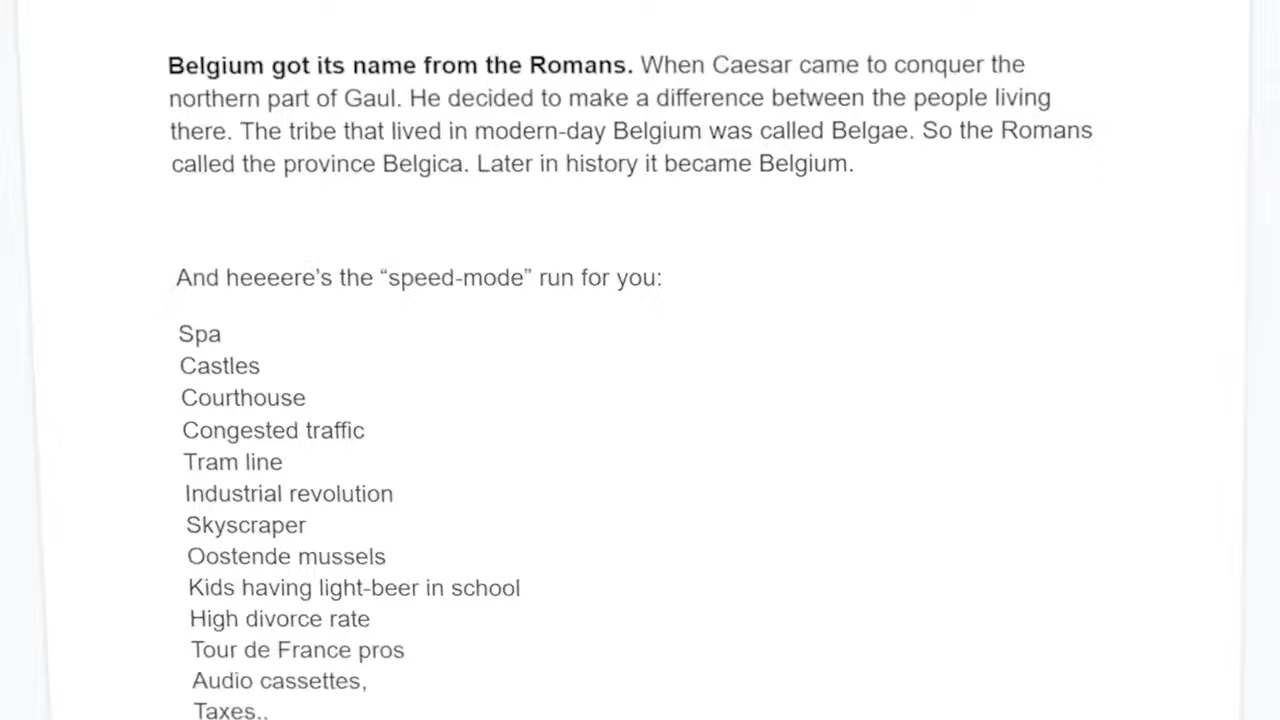 Belgium got its name from the Romans. When Caesar came to conquer the
northern part of Gaul. He decided to make a difference between the people living
there. The tribe that lived in modern-day Belgium was called Belgae. So the Romans
called the province Belgica. Later in history it became Belgium.
And heeeere’s the “speed-mode” run for you:
Spa
Castles
Courthouse
Congested traffic
Tram line
Industrial revolution
Skyscraper
Oostende mussels
Kids having light-beer in school
High divorce rate
Tour de France pros
Audio cassettes,
Taxes..